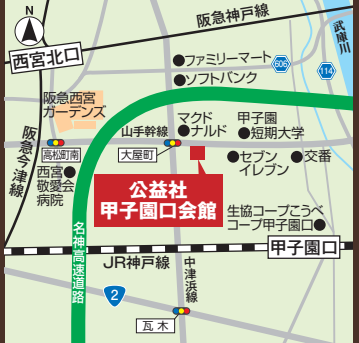 N
阪急神戸線
武庫川
西宮北口
ファミリーマート
606
114
ソフトバンク
阪急西宮
ガーデンズ
マクド
ナルド
甲子園
短期大学
山手幹線
阪急今津線
高松町南
大屋町
セブン
イレブン
交番
西宮
敬愛会
病院
公益社
甲子園口会館
生協コープこうべ
コープ甲子園口
名神高速道路
甲子園口
JR神戸線
中津浜線
2
瓦木